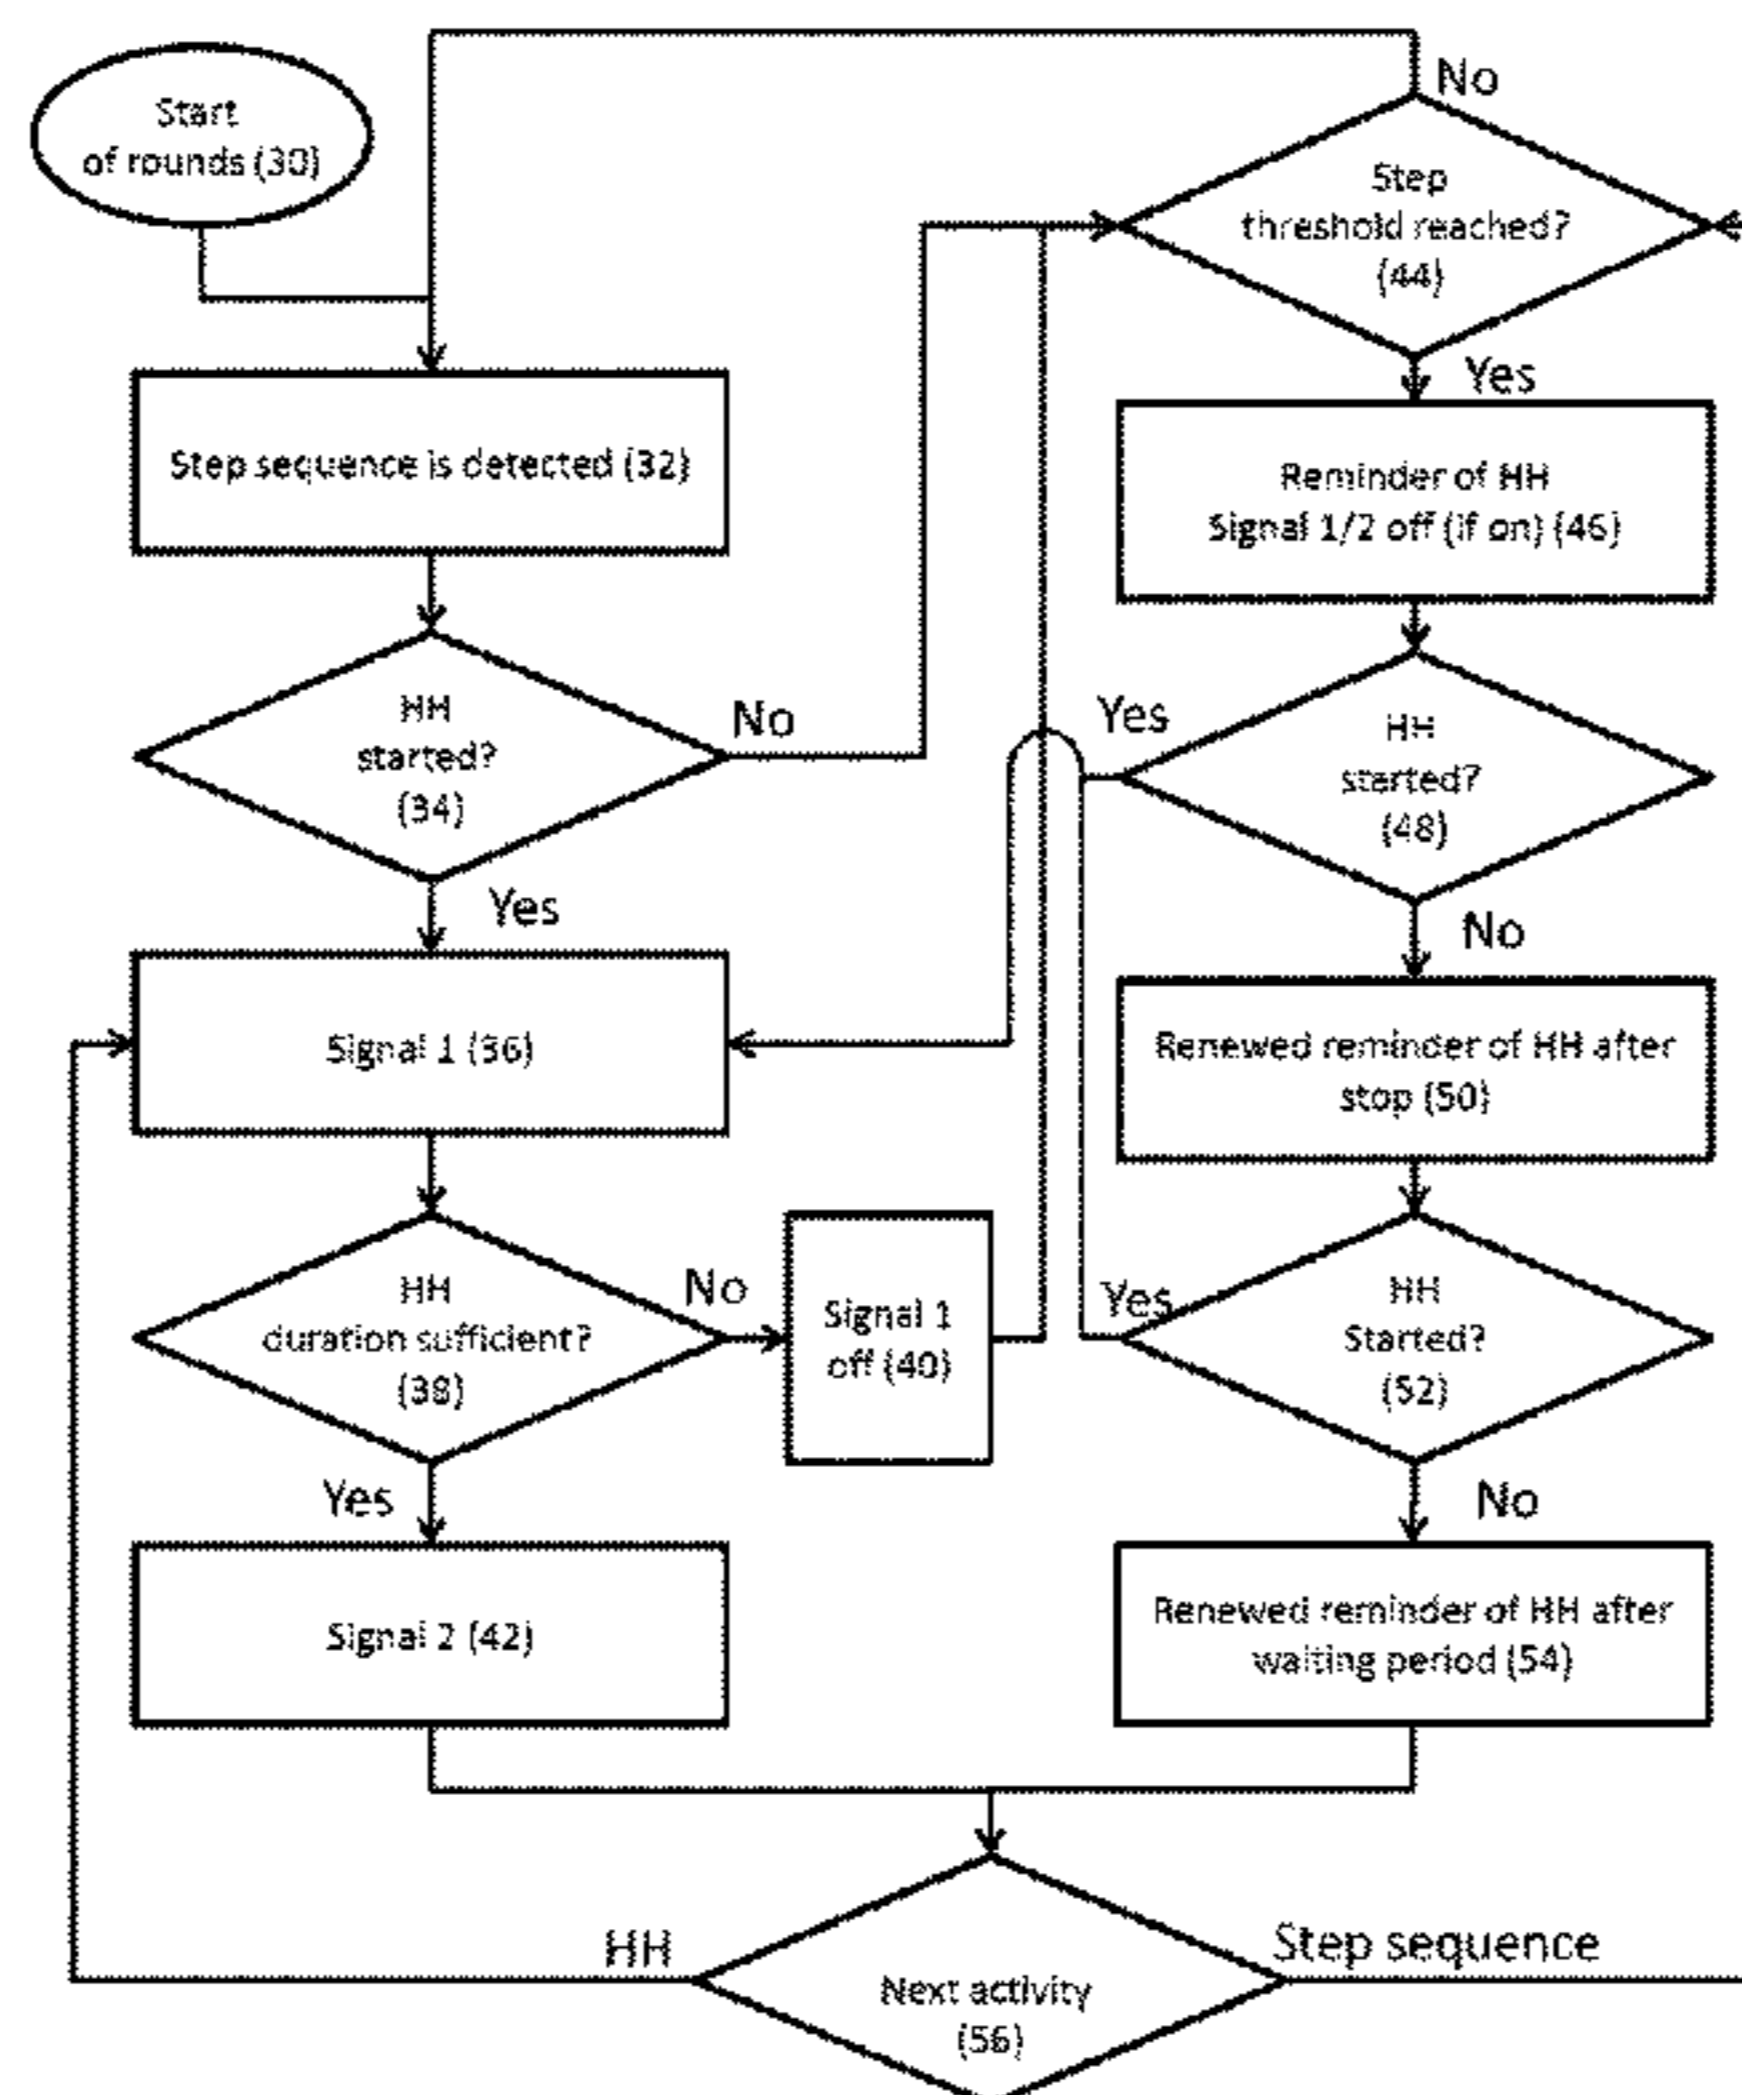 Start
of rounds (30)
No
Step
threshold reached?
(44)
Yes
Step sequence is detected (32)
Reminder of HH
Signal 1/2 off (if on) (46)
HH
started?
(34)
No
Yes
Yes
HH
started?
(48)
No
Signal 1 (36)
Renewed reminder of HH after
stop (50)
HH
duration sufficient?
(38)
No
Yes
Signal 1
off (40)
Yes
HH
Started?
(52)
No
Signal 2 (42)
Renewed reminder of HH after
waiting period (54)
HH
Next activity
(56)
Step sequence